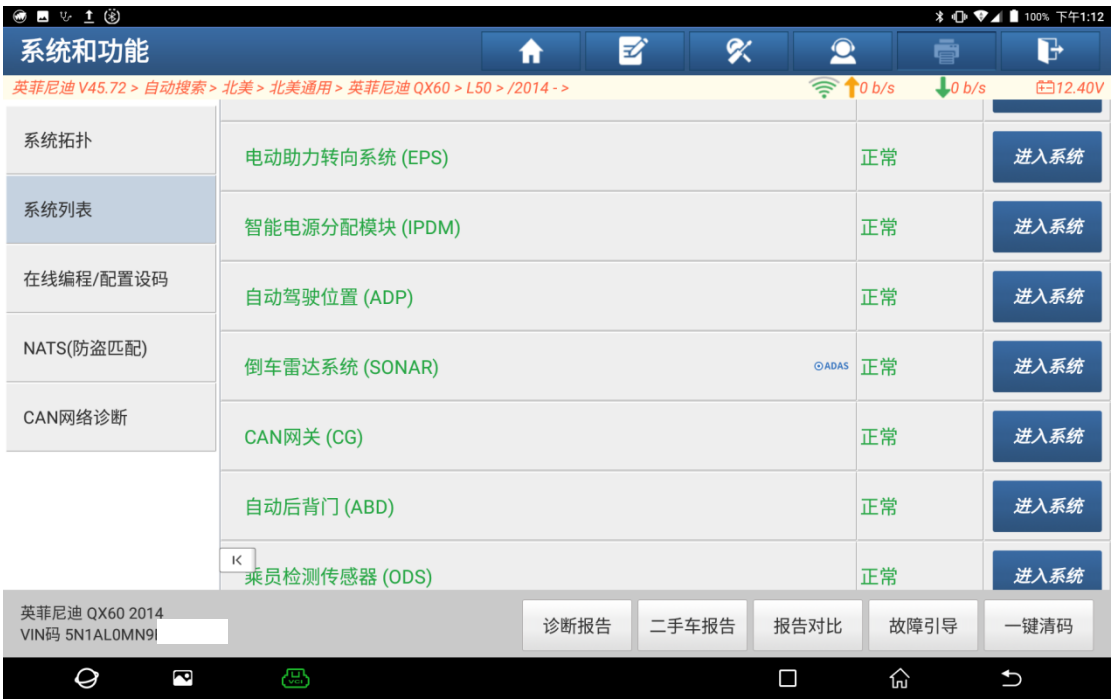 100% 下午1:12
系统和功能
英菲尼迪 V45.72 > 自动搜索 > 北美 > 北美通用 > 英菲尼迪 QX60 > L50 > /2014 - >
0 b/s
0 b/s
12.40V
系统拓扑
系统列表
在线编程/配置设码
NATS(防盗匹配)
CAN网络诊断
电动助力转向系统 (EPS) 正常 进入系统
智能电源分配模块 (IPDM) 正常 进入系统
自动驾驶位置 (ADP) 正常 进入系统
倒车雷达系统 (SONAR) ADAS 正常 进入系统
CAN网关 (CG) 正常 进入系统
自动后背门 (ABD) 正常 进入系统
乘员检测传感器 (ODS) 正常 进入系统
英菲尼迪 QX60 2014
VIN码 5N1AL0MN9
诊断报告 二手车报告 报告对比 故障引导 一键清码
VCI